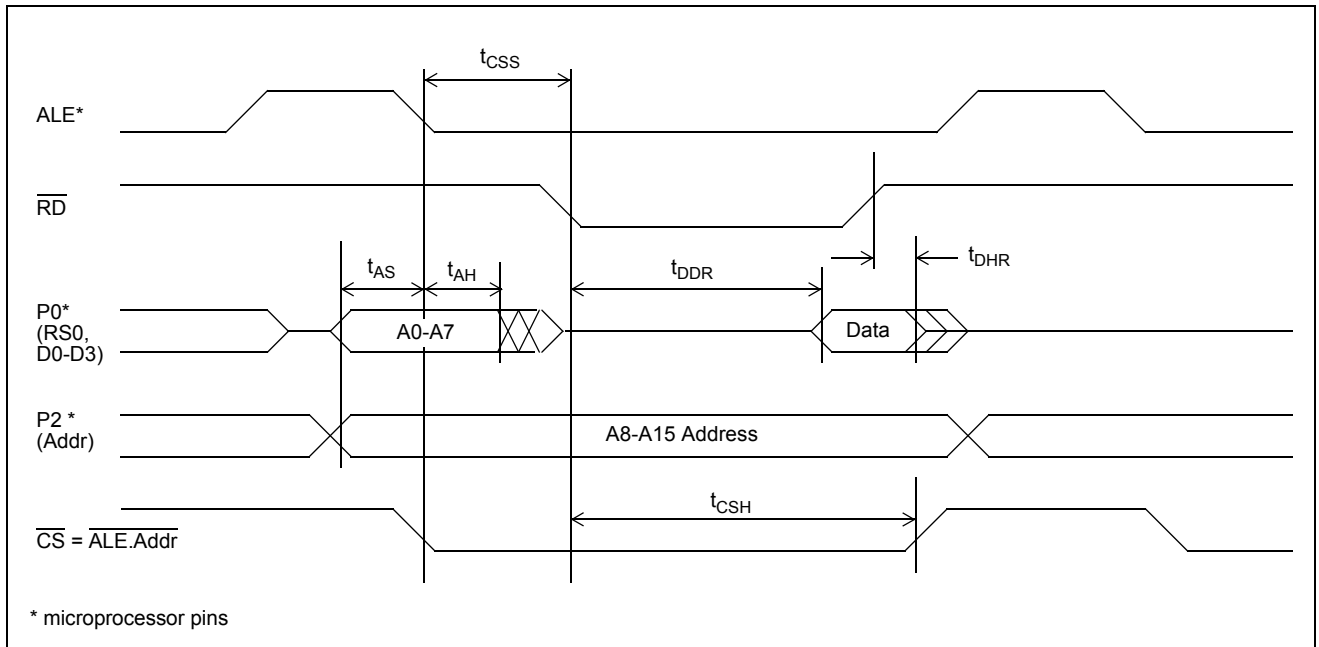 tCSS
ALE*
RD
tDHR
tAS
tAH
tDDR
P0*
(RS0,
D0-D3)
A0-A7
Data
P2 *
(Addr)
A8-A15 Address
tCSH
CS = ALE.Addr
* microprocessor pins